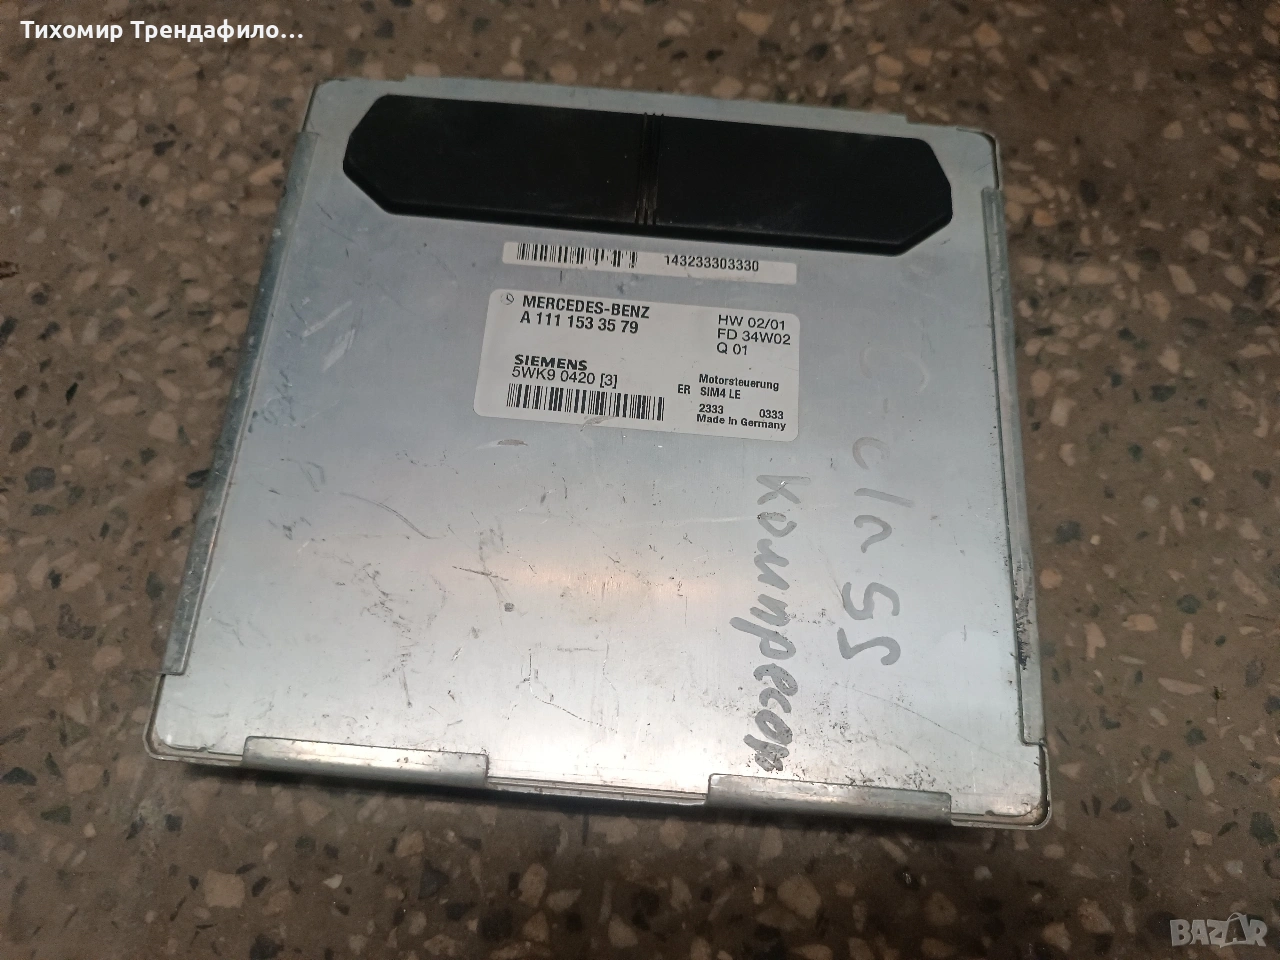 Тихомир Трендафило...
143233303330
MERCEDES-BENZ
A 111 153 35 79
HW 02/01
FD 34W02
Q 01
SIEMENS
5WK9 0420 [3]
Motorsteuerung
ER SIM4 LE
2333 0333
Made in Germany
Компресор
BAZAR